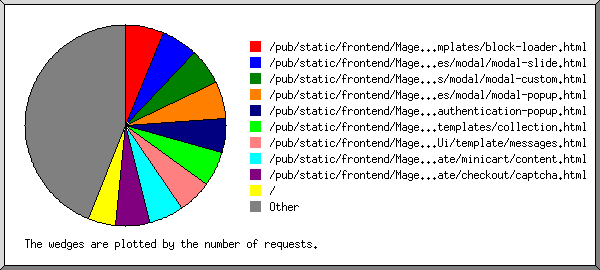 /pub/static/frontend/Mage...mplates/block-loader.html
/pub/static/frontend/Mage...es/modal/modal-slide.html
/pub/static/frontend/Mage...s/modal/modal-custom.html
/pub/static/frontend/Mage...es/modal/modal-popup.html
/pub/static/frontend/Mage...authentication-popup.html
/pub/static/frontend/Mage...templates/collection.html
/pub/static/frontend/Mage...Ui/template/messages.html
/pub/static/frontend/Mage...ate/minicart/content.html
/pub/static/frontend/Mage...ate/checkout/captcha.html
/
Other
The wedges are plotted by the number of requests.